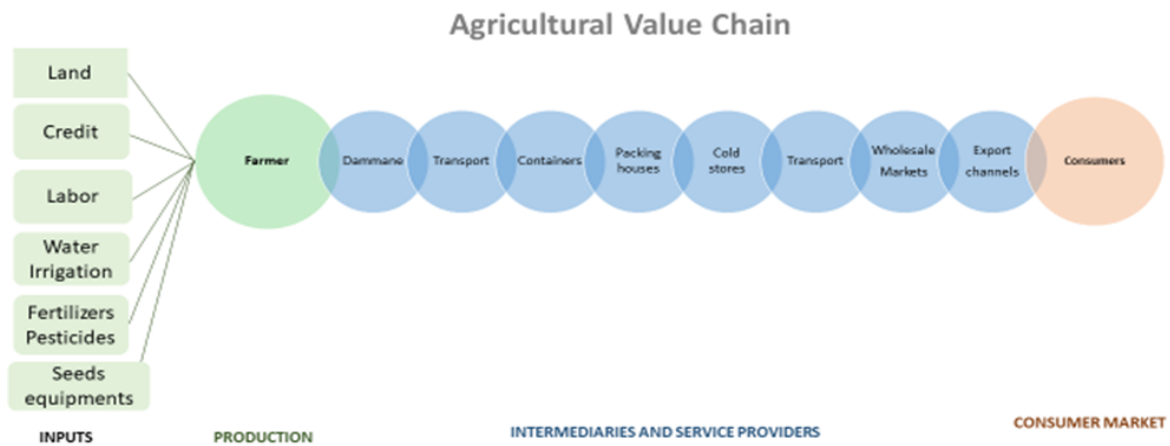 Agricultural Value Chain
Land
Credit
Labor
Water
Irrigation
Fertilizers
Pesticides
Seeds
equipments
Farmer
Dammane
Transport
Containers
Packing
houses
Cold
stores
Transport
Wholesale
Markets
Export
channels
Consumers
INPUTS
PRODUCTION
INTERMEDIARIES AND SERVICE PROVIDERS
CONSUMER MARKET